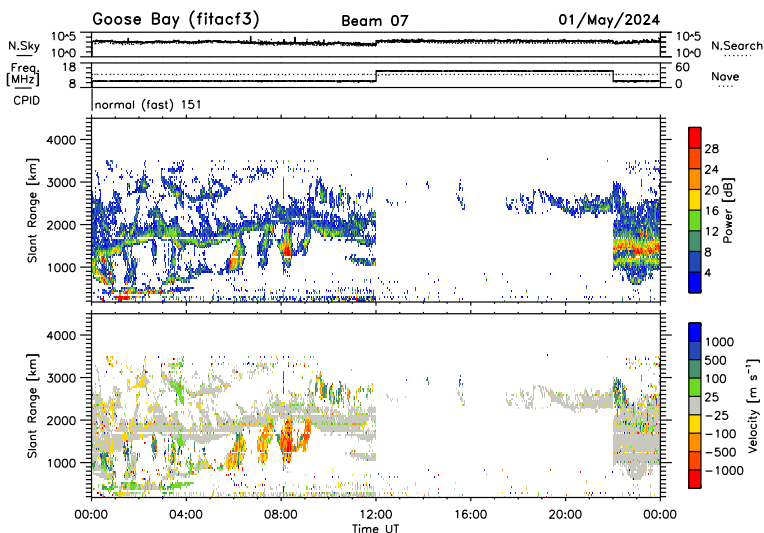 Goose Bay (fitacf3) Beam 07 01/May/2024
N.Sky 10^5 10^0 10^5 10^0 N.Search
Freq. [MHz] 18 8 60 0 Nave
CPID normal (fast) 151
Slant Range [km] 4000 3000 2000 1000
Power [dB] 28 24 20 16 12 8 4
Slant Range [km] 4000 3000 2000 1000
Velocity [m s⁻¹] 1000 500 100 25 −25 −100 −500 −1000
00:00 04:00 08:00 12:00 16:00 20:00 00:00
Time UT